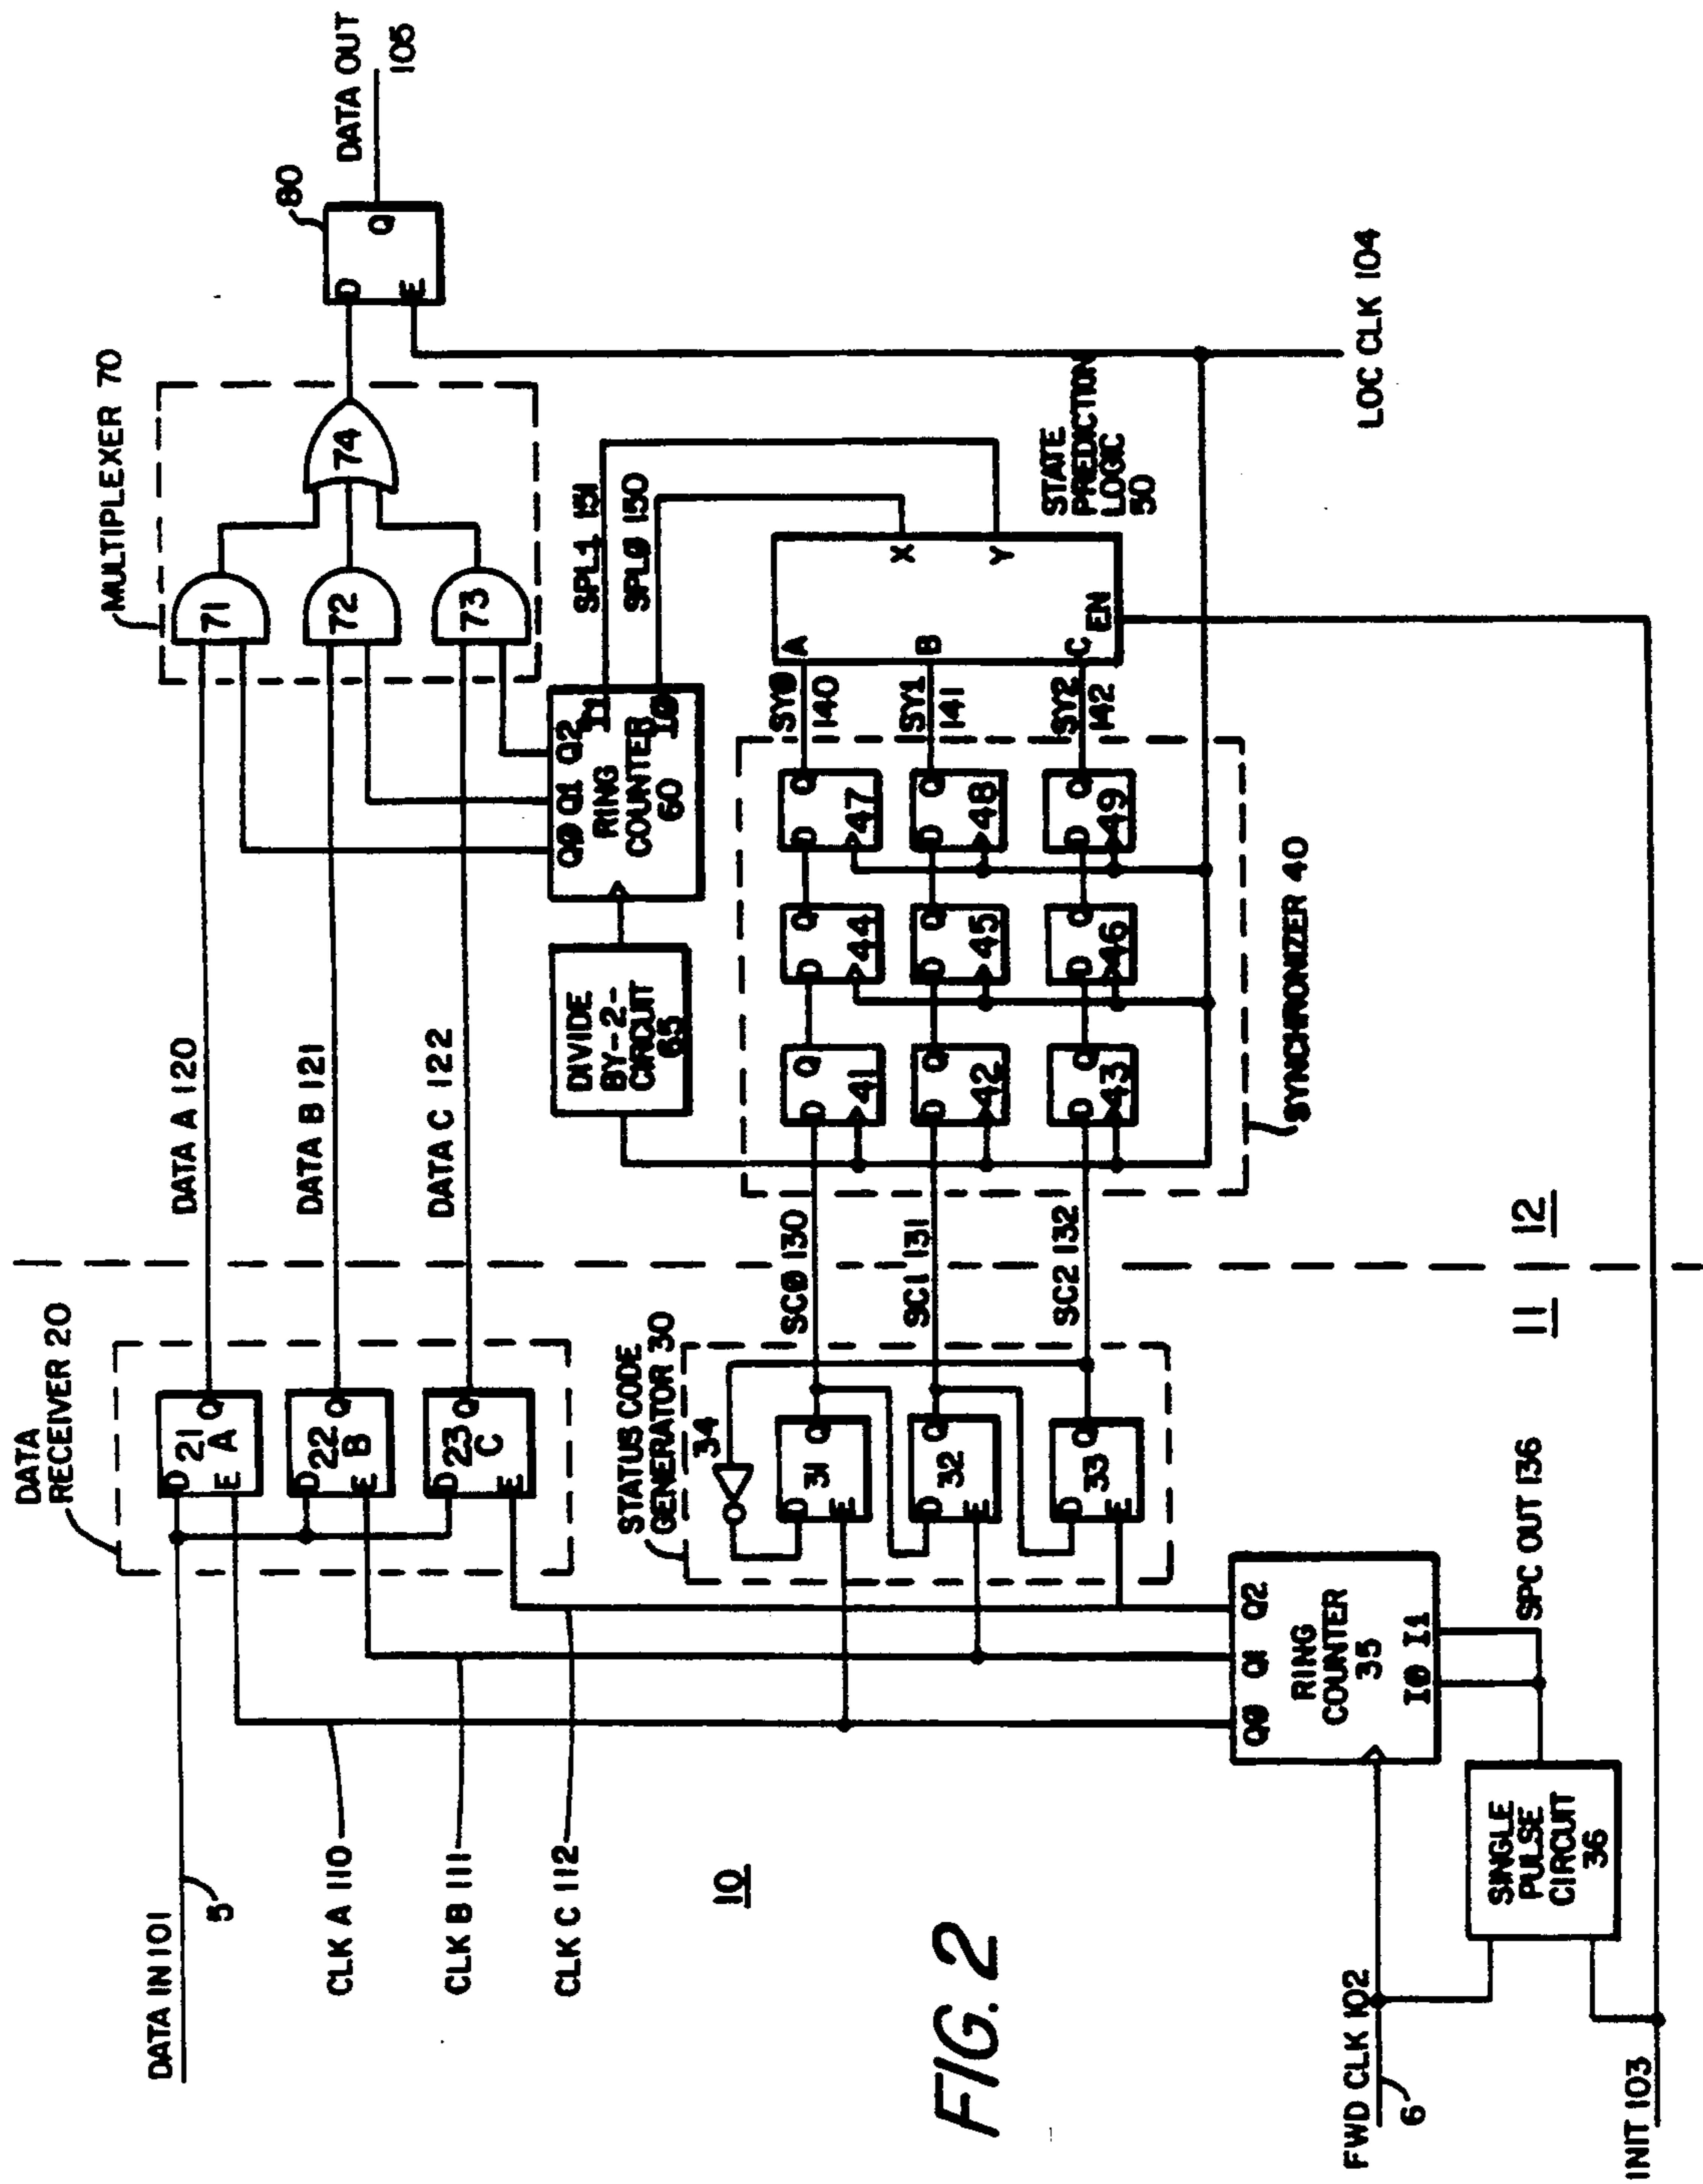 DATA IN 101
5
CLK A 110
CLK B 111
CLK C 112
10
FIG. 2
FWD CLK 102
6
INIT 103
DATA
RECEIVER 20
D
21
Q
E
A
D
22
Q
E
B
D
23
Q
E
C
STATUS CODE
GENERATOR 30
34
D
31
Q
E
D
32
Q
E
D
33
Q
E
Q0 Q1 Q2
RING
COUNTER
35
I0 I1
SPC OUT 136
SINGLE
PULSE
CIRCUIT
36
11
12
DATA A 120
DATA B 121
DATA C 122
SC0 130
SC1 131
SC2 132
DIVIDE
BY-2-
CIRCUIT
65
Q0 Q1 Q2
RING
COUNTER
60
I1
I0
D Q
41
D Q
44
D Q
47
D Q
42
D Q
45
D Q
48
D Q
43
D Q
46
D Q
49
SYNCHRONIZER 40
SY0
140
SY1
141
SY2
142
A
B
C
EN
X
Y
STATE
PREDICTION
LOGIC
50
SPL1 151
SPL0 150
MULTIPLEXER 70
71
72
73
74
80
D
Q
E
DATA OUT
105
LOC CLK 104